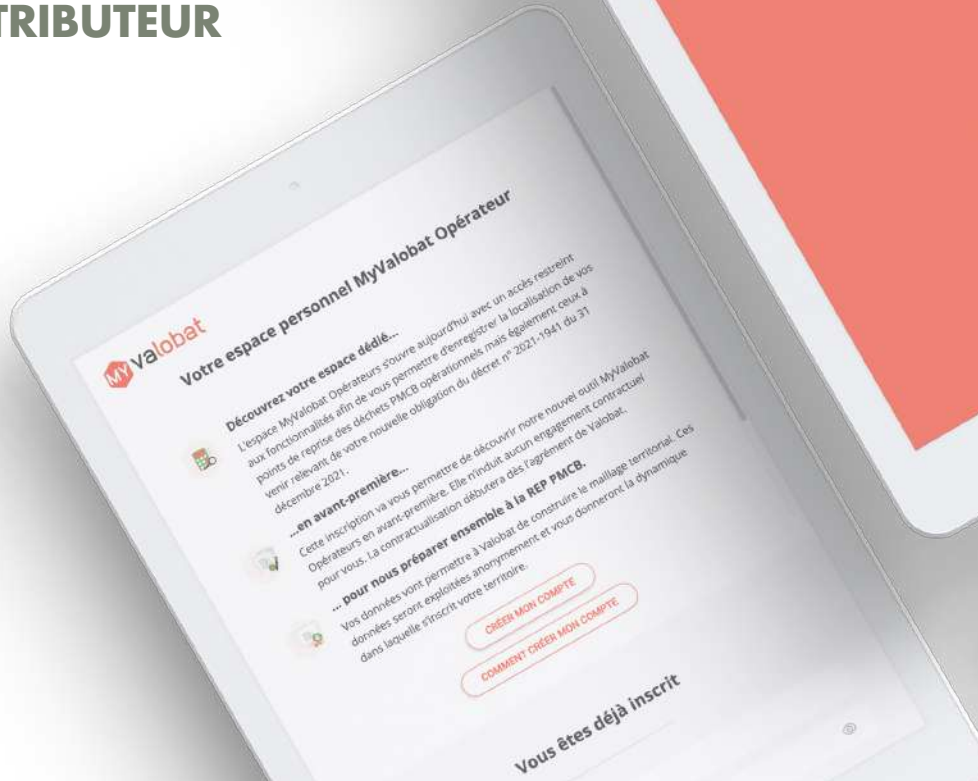 TRIBUTEUR
MY valobat
Votre espace personnel MyValobat Opérateur
Découvrez votre espace dédié...
L'espace MyValobat Opérateurs s'ouvre aujourd'hui avec un accès restreint
aux fonctionnalités afin de vous permettre d'enregistrer la localisation de vos
points de reprise des déchets PMCB opérationnels mais également ceux à
venir relevant de votre nouvelle obligation du décret n° 2021-1941 du 31
décembre 2021.
...en avant-première...
Cette inscription va vous permettre de découvrir notre nouvel outil MyValobat
Opérateurs en avant-première. Elle n'induit aucun engagement contractuel
pour vous. La contractualisation débutera dès l'agrément de Valobat.
... pour nous préparer ensemble à la REP PMCB.
Vos données vont permettre à Valobat de construire le maillage territorial. Ces
données seront exploitées anonymement et vous donneront la dynamique
dans laquelle s'inscrit votre territoire.
CRÉER MON COMPTE
COMMENT CRÉER MON COMPTE
Vous êtes déjà inscrit